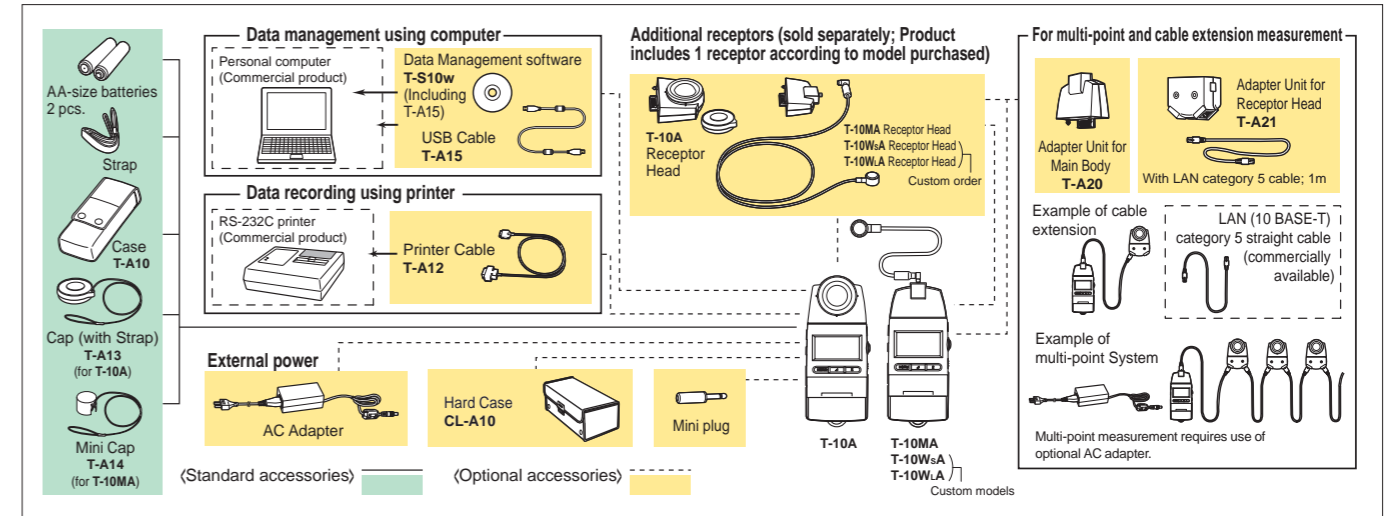 AA-size batteries
2 pcs.
Strap
Case
T-A10
Cap (with Strap)
T-A13
(for T-10A)
Mini Cap
T-A14
(for T-10MA)
Data management using computer
Personal computer
(Commercial product)
Data Management software
T-S10w
(Including
T-A15)
USB Cable
T-A15
Data recording using printer
RS-232C printer
(Commercial product)
Printer Cable
T-A12
External power
AC Adapter
Hard Case
CL-A10
Mini plug
Additional receptors (sold separately; Product
includes 1 receptor according to model purchased)
T-10A
Receptor
Head
T-10MA Receptor Head
T-10WsA Receptor Head
T-10WLA Receptor Head
Custom order
T-10A
T-10MA
T-10WsA
T-10WLA
Custom models
For multi-point and cable extension measurement
Adapter Unit for
Main Body
T-A20
Adapter Unit for
Receptor Head
T-A21
With LAN category 5 cable; 1m
Example of cable
extension
LAN (10 BASE-T)
category 5 straight cable
(commercially
available)
Example of
multi-point System
Multi-point measurement requires use of
optional AC adapter.
〈Standard accessories〉
〈Optional accessories〉